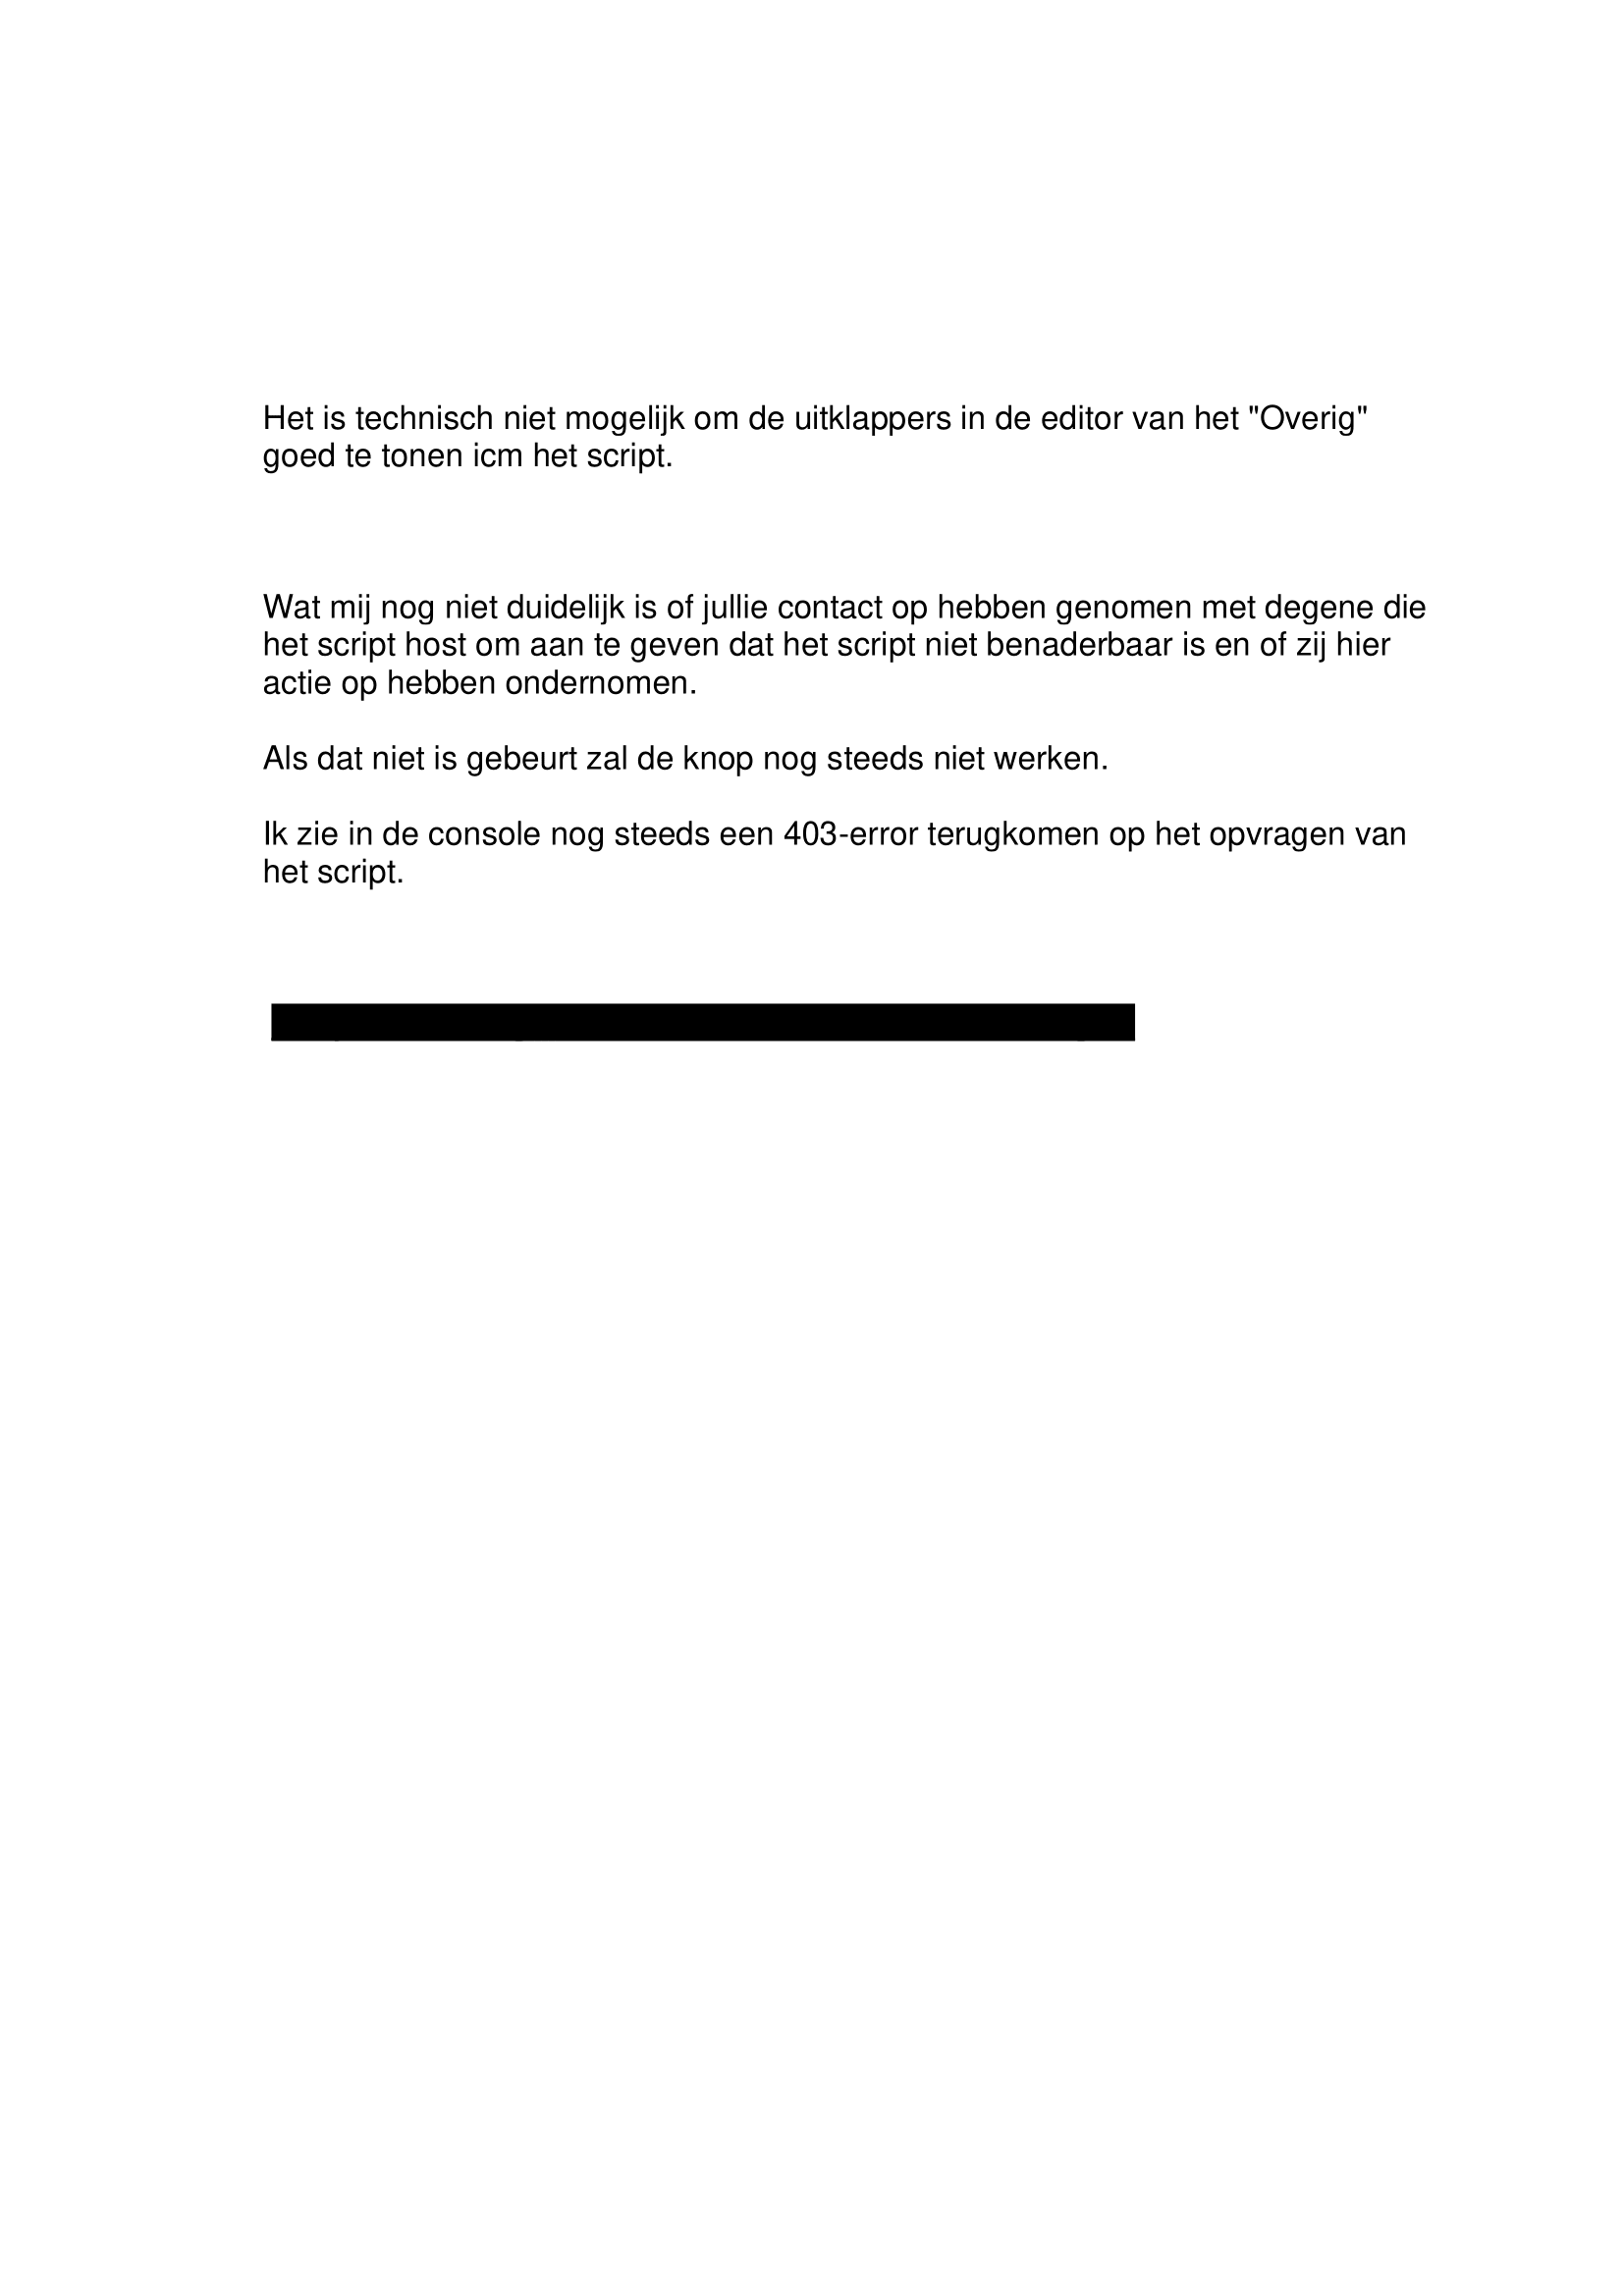 Het is technisch niet mogelijk om de uitklappers in de editor van het "Overig"
goed te tonen icm het script.
Wat mij nog niet duidelijk is of jullie contact op hebben genomen met degene die
het script host om aan te geven dat het script niet benaderbaar is en of zij hier
actie op hebben ondernomen.
Als dat niet is gebeurt zal de knop nog steeds niet werken.
Ik zie in de console nog steeds een 403-error terugkomen op het opvragen van
het script.